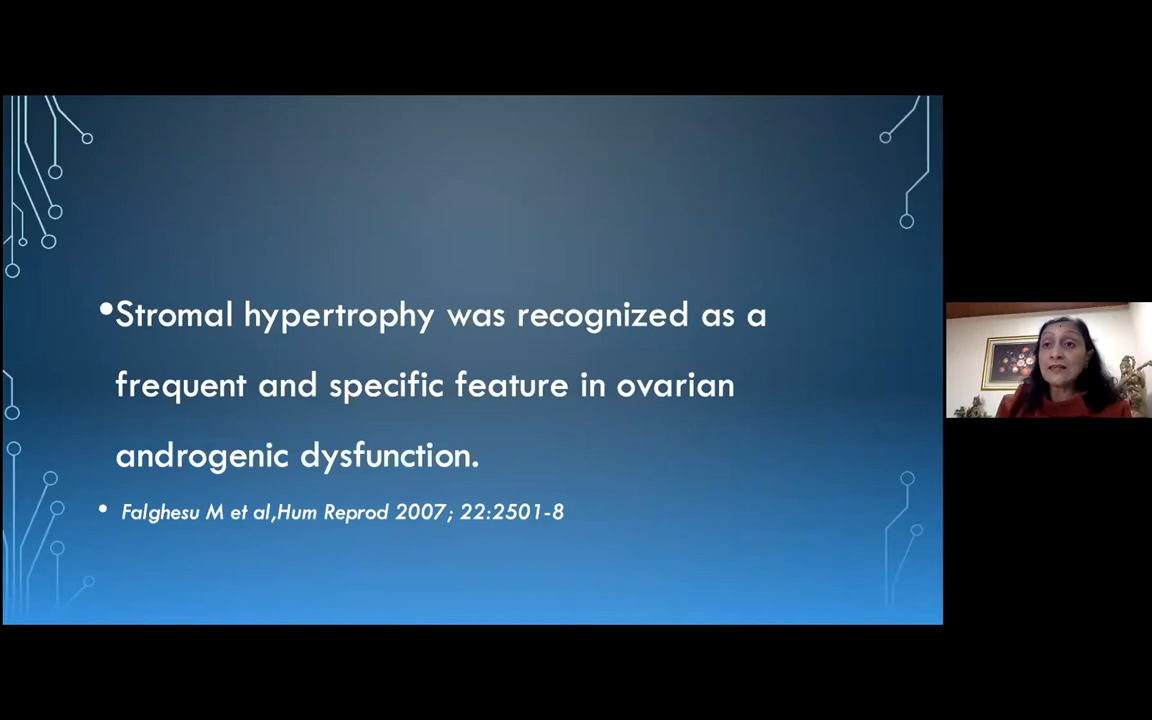 •Stromal hypertrophy was recognized as a
frequent and specific feature in ovarian
androgenic dysfunction.
• Falghesu M et al,Hum Reprod 2007; 22:2501-8